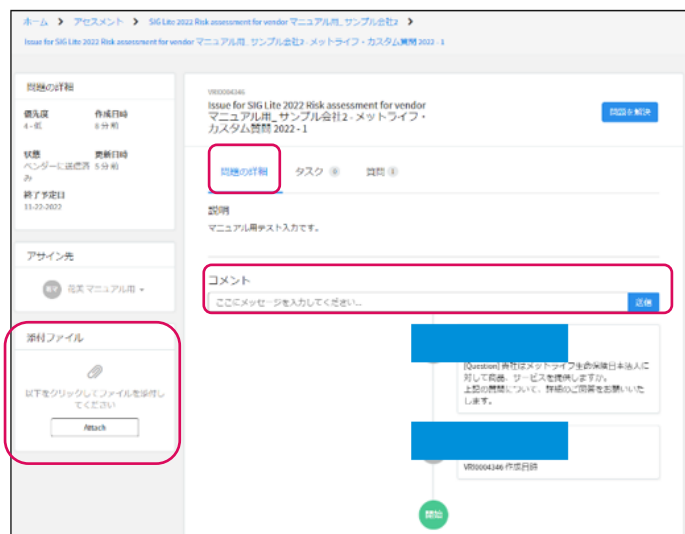 ホーム > アセスメント > SIG Lite 2022 Risk assessment for vendor マニュアル用_サンプル会社2 >
Issue for SIG Lite 2022 Risk assessment for vendor マニュアル用_サンプル会社2 - メットライフ・カスタム質問 2022 - 1
問題の詳細
優先度 作成日時
4 - 低 8 分 前
状態 更新日時
ベンダーに送信済み 5 分 前
終了予定日
11-22-2022
アサイン先
花美 マニュアル用
添付ファイル
以下をクリックしてファイルを添付し
てください
Attach
VRI0004346
Issue for SIG Lite 2022 Risk assessment for vendor
マニュアル用_サンプル会社2 - メットライフ・
カスタム質問 2022 - 1
問題を解決
問題の詳細 タスク 0 質問 1
説明
マニュアル用テスト入力です。
コメント
ここにメッセージを入力してください...
送信
[Question] 貴社はメットライフ生命保険日本法人に
対して商品、サービスを提供しますか。
上記の質問について、詳細のご回答をお願いいた
します。
VRI0004346 作成日時
開始